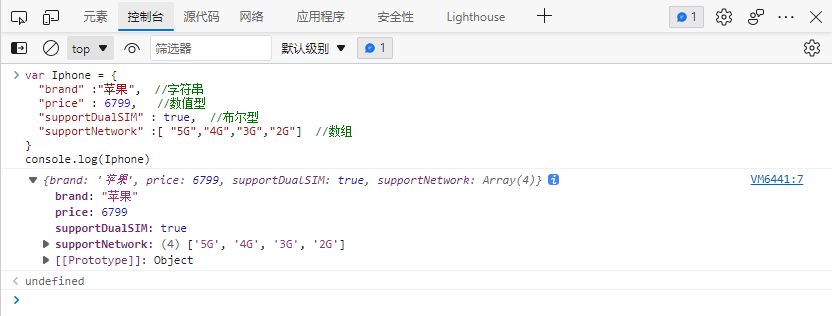 元素 控制台 源代码 网络 应用程序 安全性 Lighthouse 1
top 筛选器 默认级别 1
var Iphone = {
"brand" :"苹果", //字符串
"price" : 6799, //数值型
"supportDualSIM" : true, //布尔型
"supportNetwork" :[ "5G","4G","3G","2G"] //数组
}
console.log(Iphone)
{brand: '苹果', price: 6799, supportDualSIM: true, supportNetwork: Array(4)} VM6441:7
brand: "苹果"
price: 6799
supportDualSIM: true
supportNetwork: (4) ['5G', '4G', '3G', '2G']
[[Prototype]]: Object
undefined